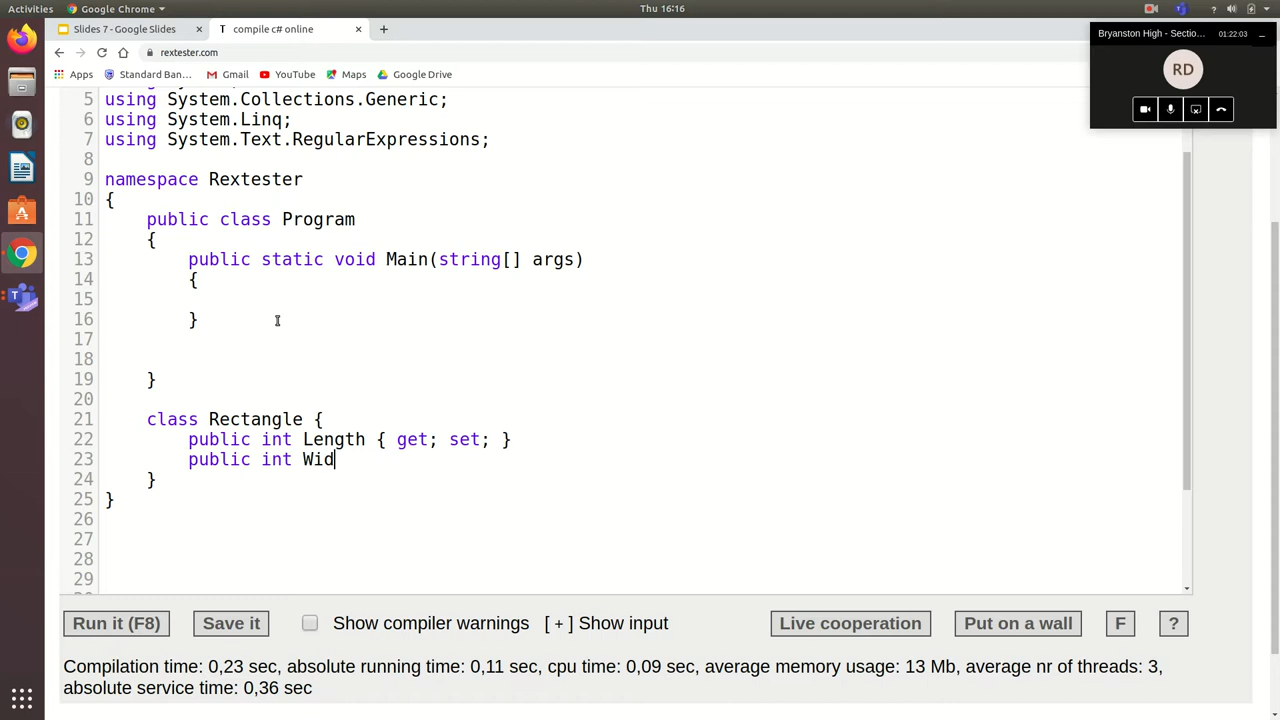 Activities Google Chrome Thu 16:16
Slides 7 - Google Slides compile c# online
rextester.com
Apps Standard Ban... Gmail YouTube Maps Google Drive
Bryanston High - Sectio... 01:22:03
RD
5 using System.Collections.Generic;
6 using System.Linq;
7 using System.Text.RegularExpressions;
8
9 namespace Rextester
10 {
11 public class Program
12 {
13 public static void Main(string[] args)
14 {
15
16 }
17
18
19 }
20
21 class Rectangle {
22 public int Length { get; set; }
23 public int Wid
24 }
25 }
26
27
28
29
Run it (F8) Save it Show compiler warnings [ + ] Show input Live cooperation Put on a wall F ?
Compilation time: 0,23 sec, absolute running time: 0,11 sec, cpu time: 0,09 sec, average memory usage: 13 Mb, average nr of threads: 3,
absolute service time: 0,36 sec